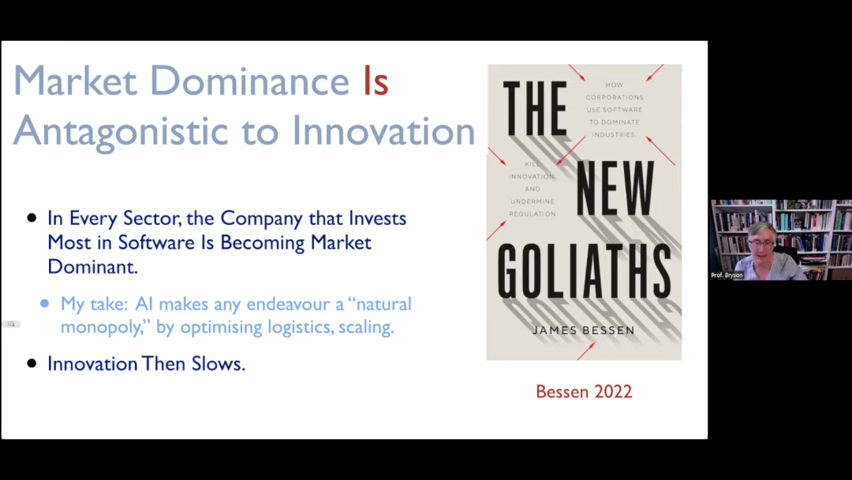 Market Dominance Is
Antagonistic to Innovation
• In Every Sector, the Company that Invests
Most in Software Is Becoming Market
Dominant.
• My take: AI makes any endeavour a “natural
monopoly,” by optimising logistics, scaling.
• Innovation Then Slows.
THE
HOW
CORPORATIONS
USE SOFTWARE
TO DOMINATE
INDUSTRIES,
KILL
INNOVATION,
AND
UNDERMINE
REGULATION
NEW
GOLIATHS
JAMES BESSEN
Bessen 2022
Prof. Bryson